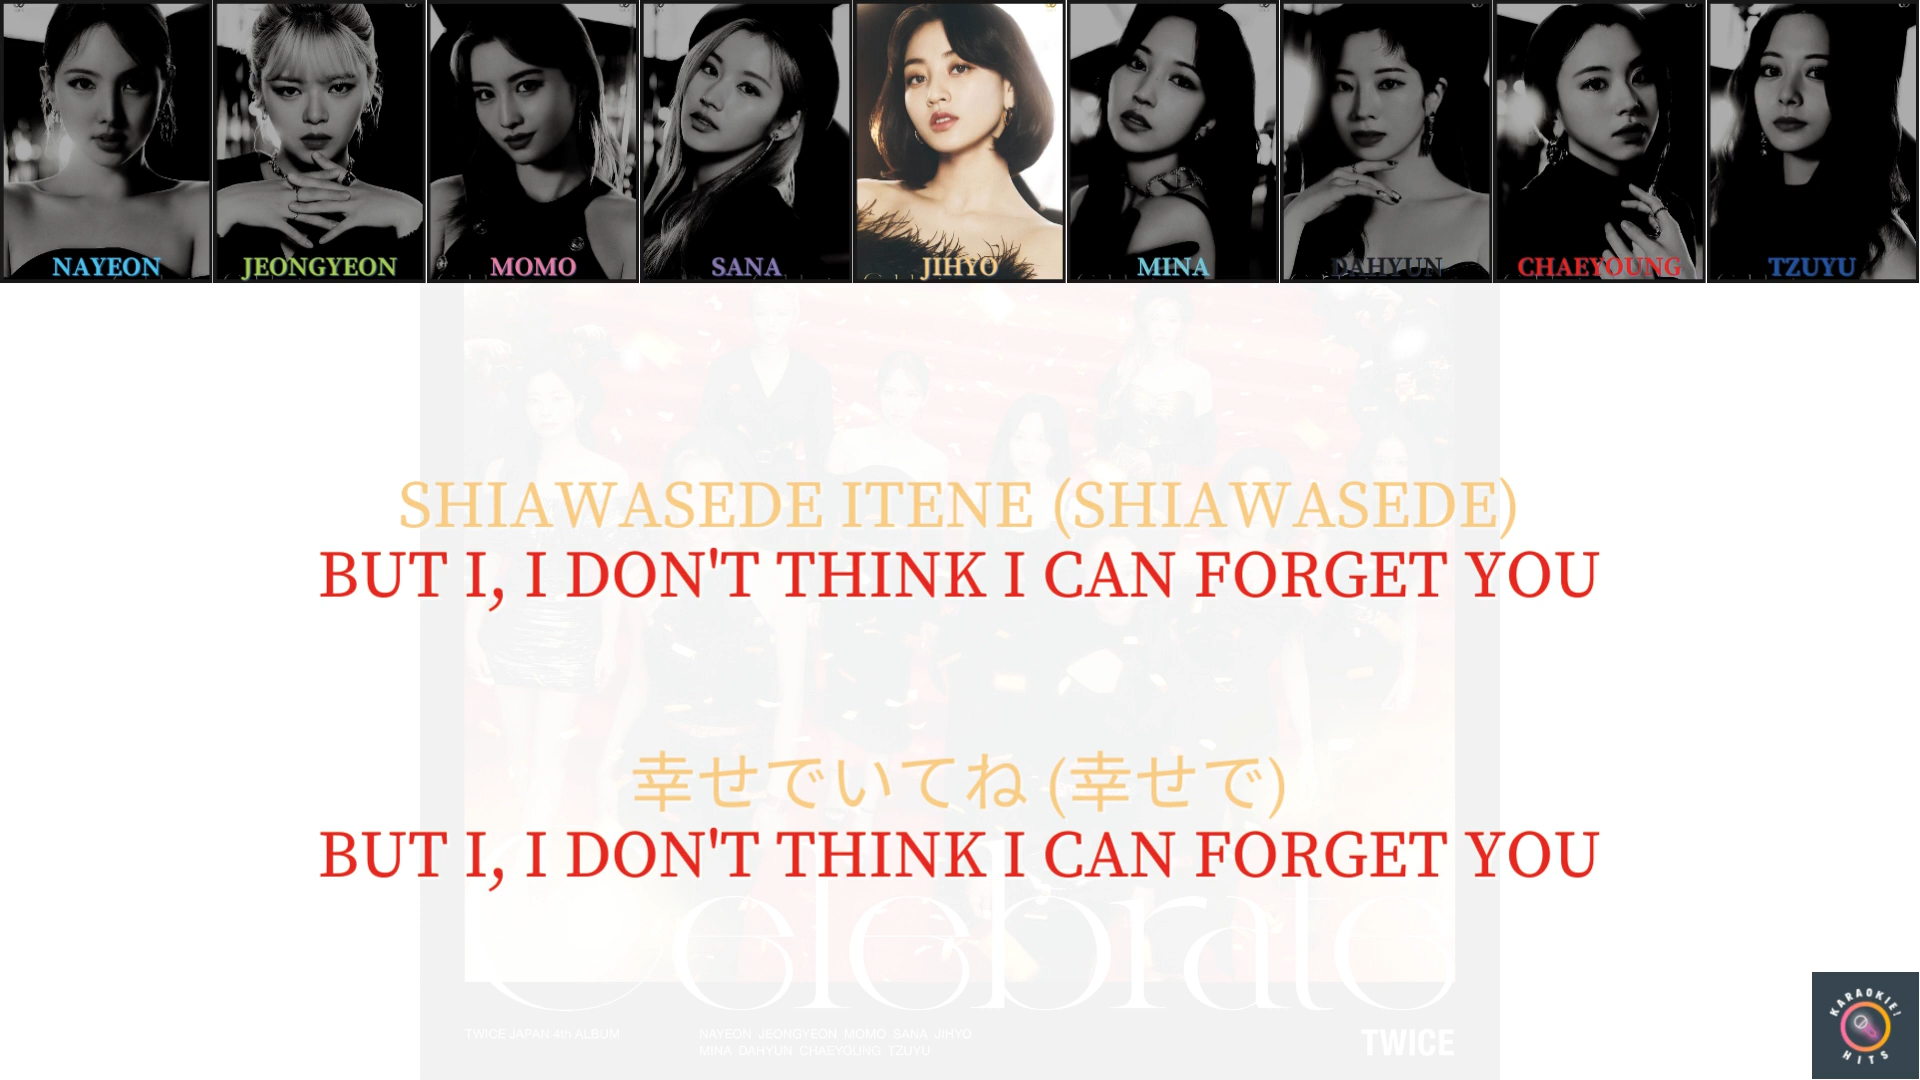 NAYEON JEONGYEON MOMO SANA JIHYO MINA DAHYUN CHAEYOUNG TZUYU
SHIAWASEDE ITENE (SHIAWASEDE)
BUT I, I DON'T THINK I CAN FORGET YOU
幸せでいてね (幸せで)
BUT I, I DON'T THINK I CAN FORGET YOU
Celebrate
TWICE JAPAN 4th ALBUM
NAYEON JEONGYEON MOMO SANA JIHYO
MINA DAHYUN CHAEYOUNG TZUYU
TWICE
KARAOKIE!
HITS